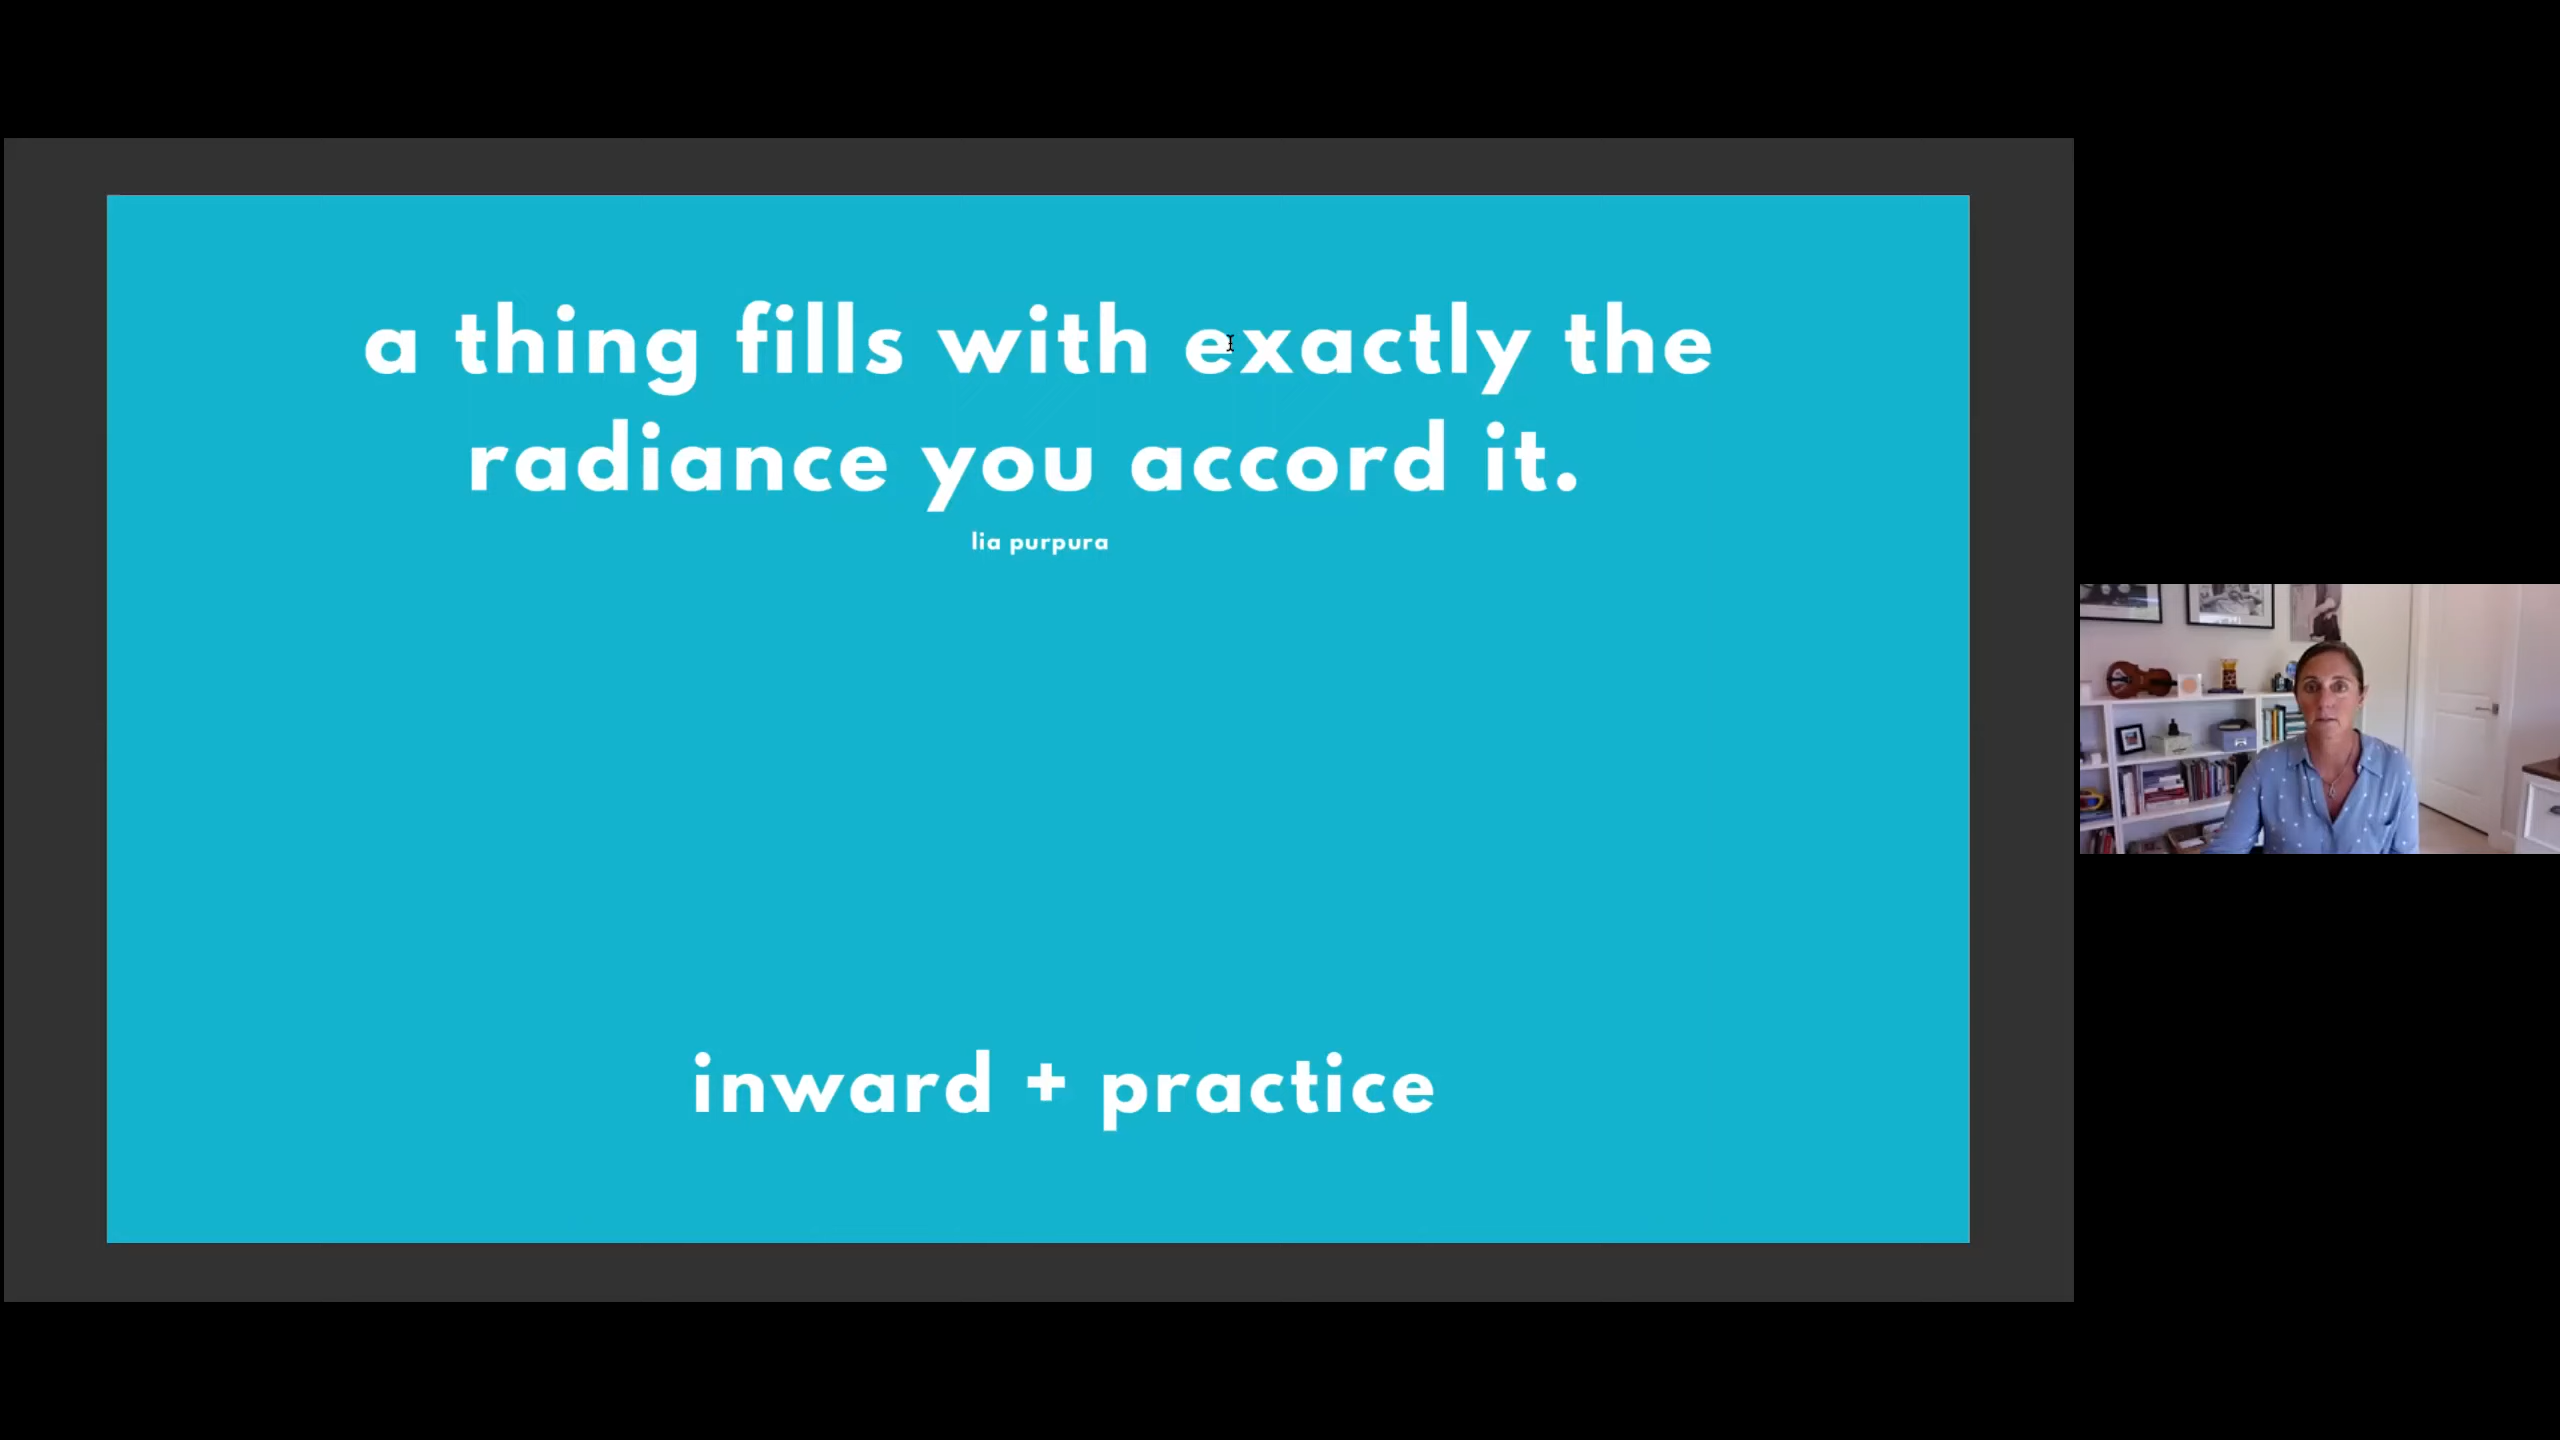 a thing fills with exactly the
radiance you accord it.
lia purpura
inward + practice